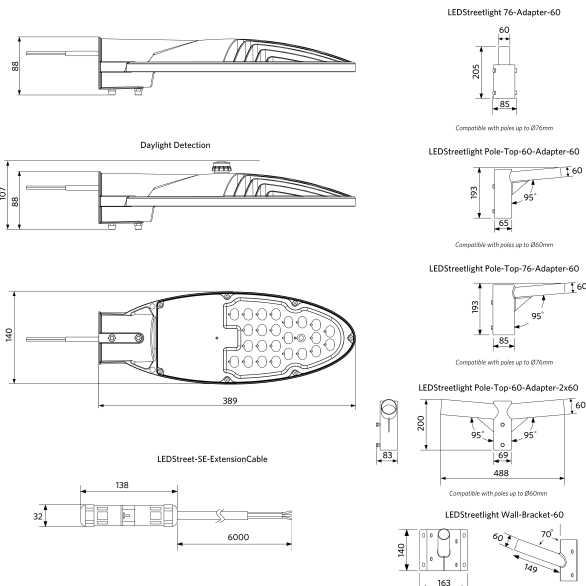 88
Daylight Detection
107
88
140
389
LEDStreet-SE-ExtensionCable
138
32
6000
LEDStreetlight 76-Adapter-60
60
205
85
Compatible with poles up to Ø76mm
LEDStreetlight Pole-Top-60-Adapter-60
60
193
95°
65
Compatible with poles up to Ø60mm
LEDStreetlight Pole-Top-76-Adapter-60
60
193
95°
85
Compatible with poles up to Ø76mm
LEDStreetlight Pole-Top-60-Adapter-2x60
60
200
95° 95°
83 69
488
Compatible with poles up to Ø60mm
LEDStreetlight Wall-Bracket-60
70°
60
140
149
163